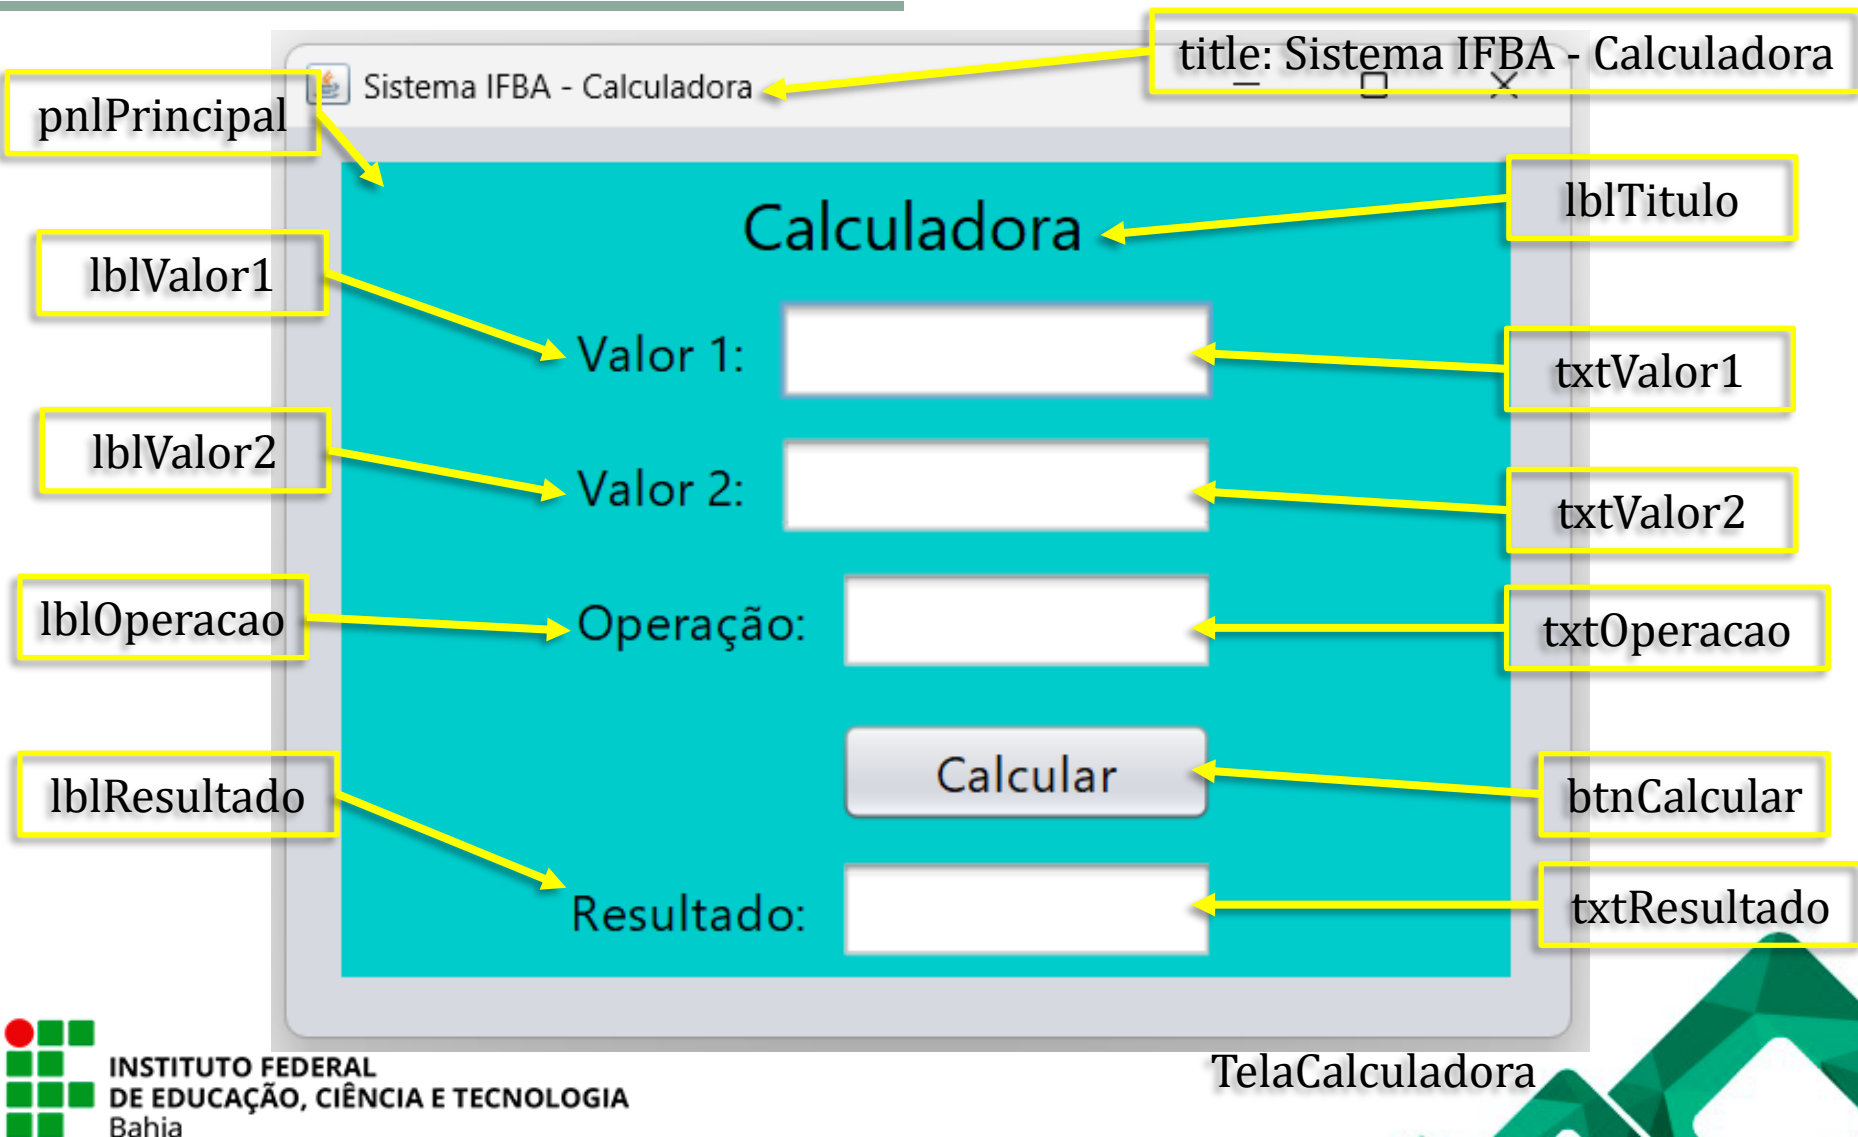 title: Sistema IFBA - Calculadora
Sistema IFBA - Calculadora
pnlPrincipal
lblTitulo
Calculadora
lblValor1
Valor 1:
txtValor1
lblValor2
Valor 2:
txtValor2
lblOperacao
Operação:
txtOperacao
lblResultado
Calcular
btnCalcular
Resultado:
txtResultado
TelaCalculadora
INSTITUTO FEDERAL
DE EDUCAÇÃO, CIÊNCIA E TECNOLOGIA
Bahia